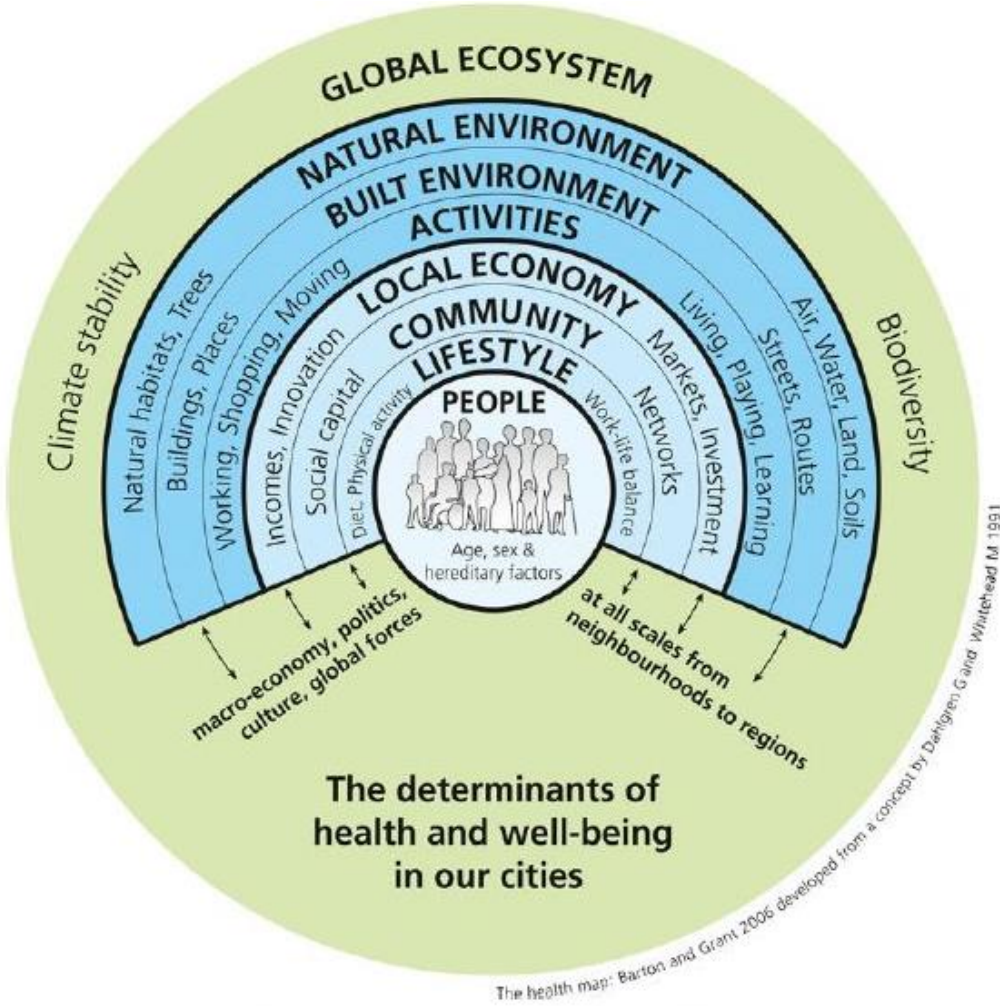 GLOBAL ECOSYSTEM
NATURAL ENVIRONMENT
BUILT ENVIRONMENT
ACTIVITIES
LOCAL ECONOMY
COMMUNITY
LIFESTYLE
PEOPLE
Age, sex &
hereditary factors
Climate stability
Natural habitats, Trees
Buildings, Places
Working, Shopping, Moving
Incomes, Innovation
Social capital
Diet, Physical activity
Work-life balance
Networks
Markets, Investment
Living, Playing, Learning
Streets, Routes
Air, Water, Land, Soils
Biodiversity
macro-economy, politics,
culture, global forces
at all scales from
neighbourhoods to regions
The determinants of
health and well-being
in our cities
The health map: Barton and Grant 2006 developed from a concept by Dahlgren G and Whitehead M 1991